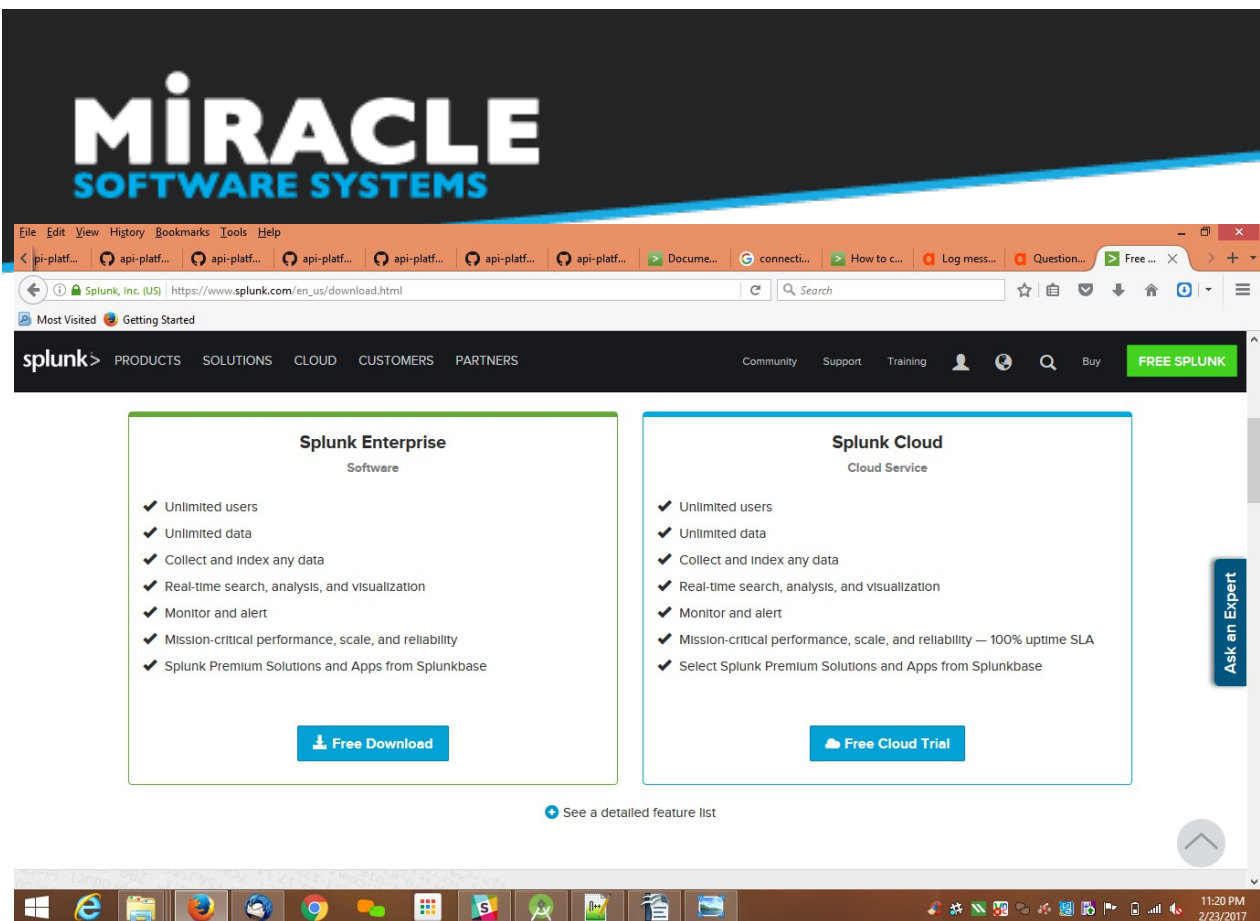 MiRACLE
SOFTWARE SYSTEMS
File Edit View History Bookmarks Tools Help
pi-platf... api-platf... api-platf... api-platf... api-platf... api-platf... api-platf... Docume... connecti... How to c... Log mess... Question... Free ...
Splunk, Inc. (US) https://www.splunk.com/en_us/download.html Search
Most Visited Getting Started
splunk> PRODUCTS SOLUTIONS CLOUD CUSTOMERS PARTNERS Community Support Training Buy FREE SPLUNK
Splunk Enterprise
Software
Unlimited users
Unlimited data
Collect and index any data
Real-time search, analysis, and visualization
Monitor and alert
Mission-critical performance, scale, and reliability
Splunk Premium Solutions and Apps from Splunkbase
Free Download
Splunk Cloud
Cloud Service
Unlimited users
Unlimited data
Collect and index any data
Real-time search, analysis, and visualization
Monitor and alert
Mission-critical performance, scale, and reliability — 100% uptime SLA
Select Splunk Premium Solutions and Apps from Splunkbase
Free Cloud Trial
Ask an Expert
See a detailed feature list
11:20 PM
2/23/2017